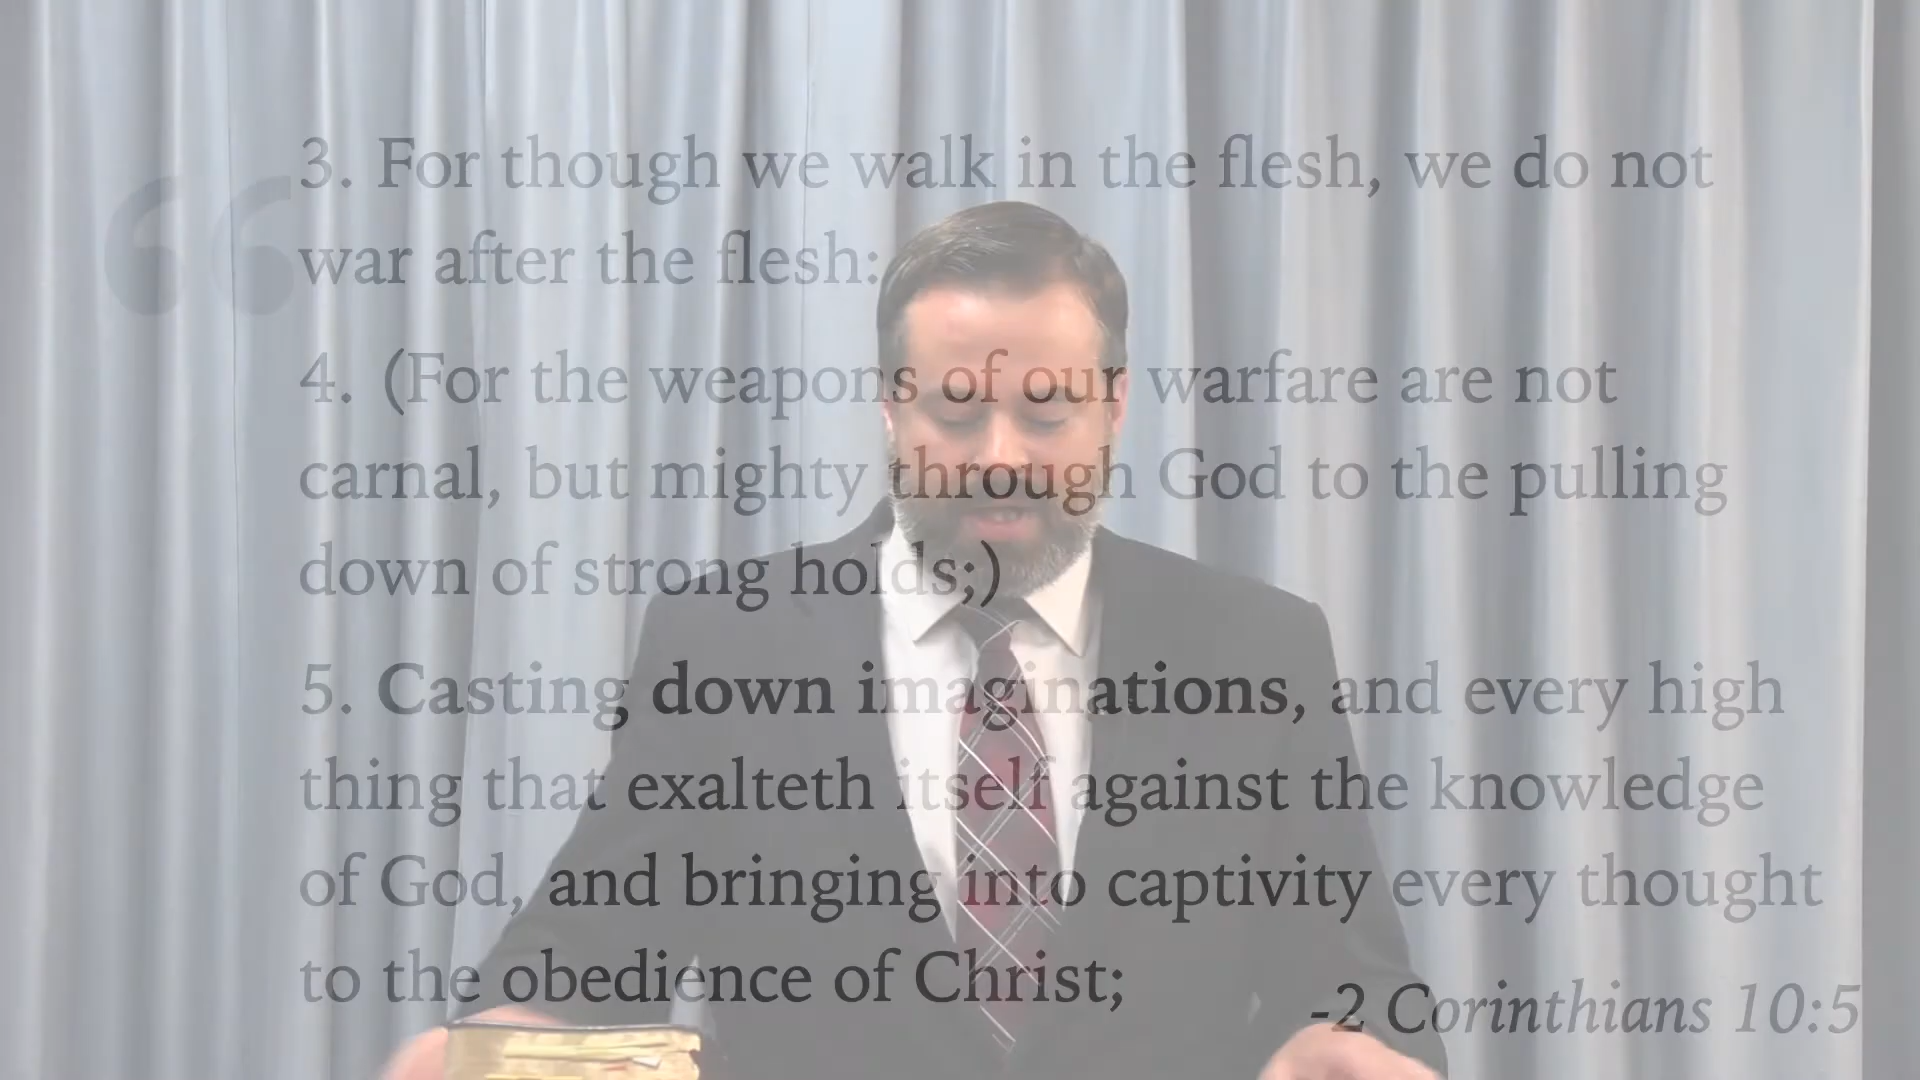 “
3. For though we walk in the flesh, we do not
war after the flesh:
4. (For the weapons of our warfare are not
carnal, but mighty through God to the pulling
down of strong holds;)
5. Casting down imaginations, and every high
thing that exalteth itself against the knowledge
of God, and bringing into captivity every thought
to the obedience of Christ;
-2 Corinthians 10:5